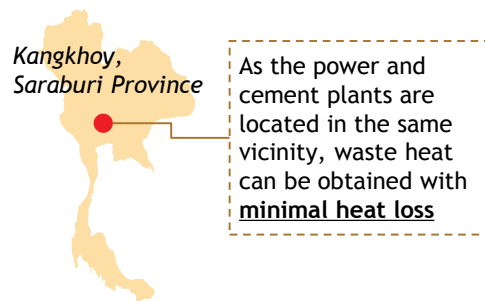 Kangkhoy,
Saraburi Province
As the power and
cement plants are
located in the same
vicinity, waste heat
can be obtained with
minimal heat loss